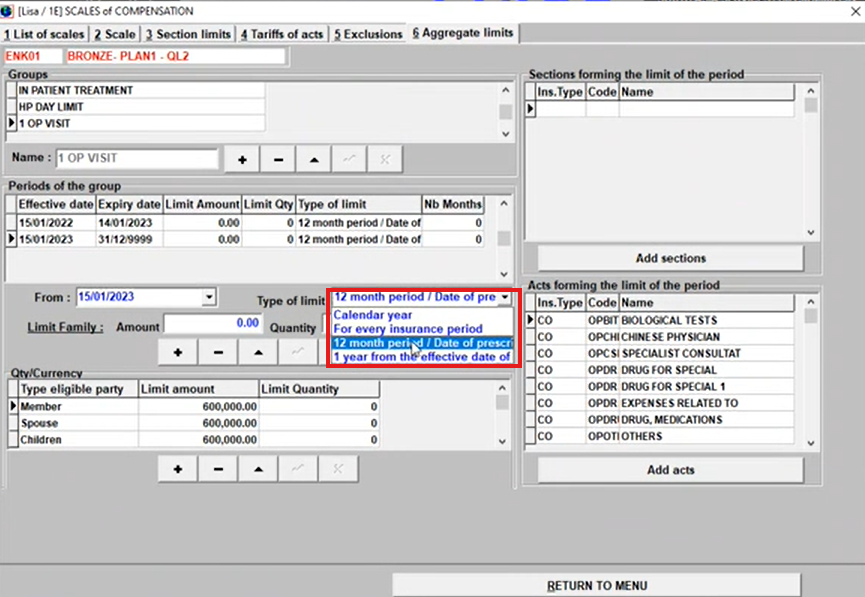 [Lisa / 1E] SCALES of COMPENSATION
1 List of scales 2 Scale 3 Section limits 4 Tariffs of acts 5 Exclusions 6 Aggregate limits
ENK01 BRONZE- PLAN1 - QL2
Groups
IN PATIENT TREATMENT
HP DAY LIMIT
1 OP VISIT
Name : 1 OP VISIT
Periods of the group
Effective date Expiry date Limit Amount Limit Qty Type of limit Nb Months
15/01/2022 14/01/2023 0.00 0 12 month period / Date of 0
15/01/2023 31/12/9999 0.00 0 12 month period / Date of 0
From : 15/01/2023 Type of limit 12 month period / Date of pre
Calendar year
For every insurance period
12 month period / Date of prescri
1 year from the effective date of
Limit Family : Amount 0.00 Quantity
Qty/Currency
Type eligible party Limit amount Limit Quantity
Member 600,000.00 0
Spouse 600,000.00 0
Children 600,000.00 0
Sections forming the limit of the period
Ins.Type Code Name
Add sections
Acts forming the limit of the period
Ins.Type Code Name
CO OPBIT BIOLOGICAL TESTS
CO OPCHI CHINESE PHYSICIAN
CO OPCSI SPECIALIST CONSULTAT
CO OPDR DRUG FOR SPECIAL
CO OPDR DRUG FOR SPECIAL 1
CO OPDR EXPENSES RELATED TO
CO OPDR DRUG, MEDICATIONS
CO OPOTI OTHERS
Add acts
RETURN TO MENU